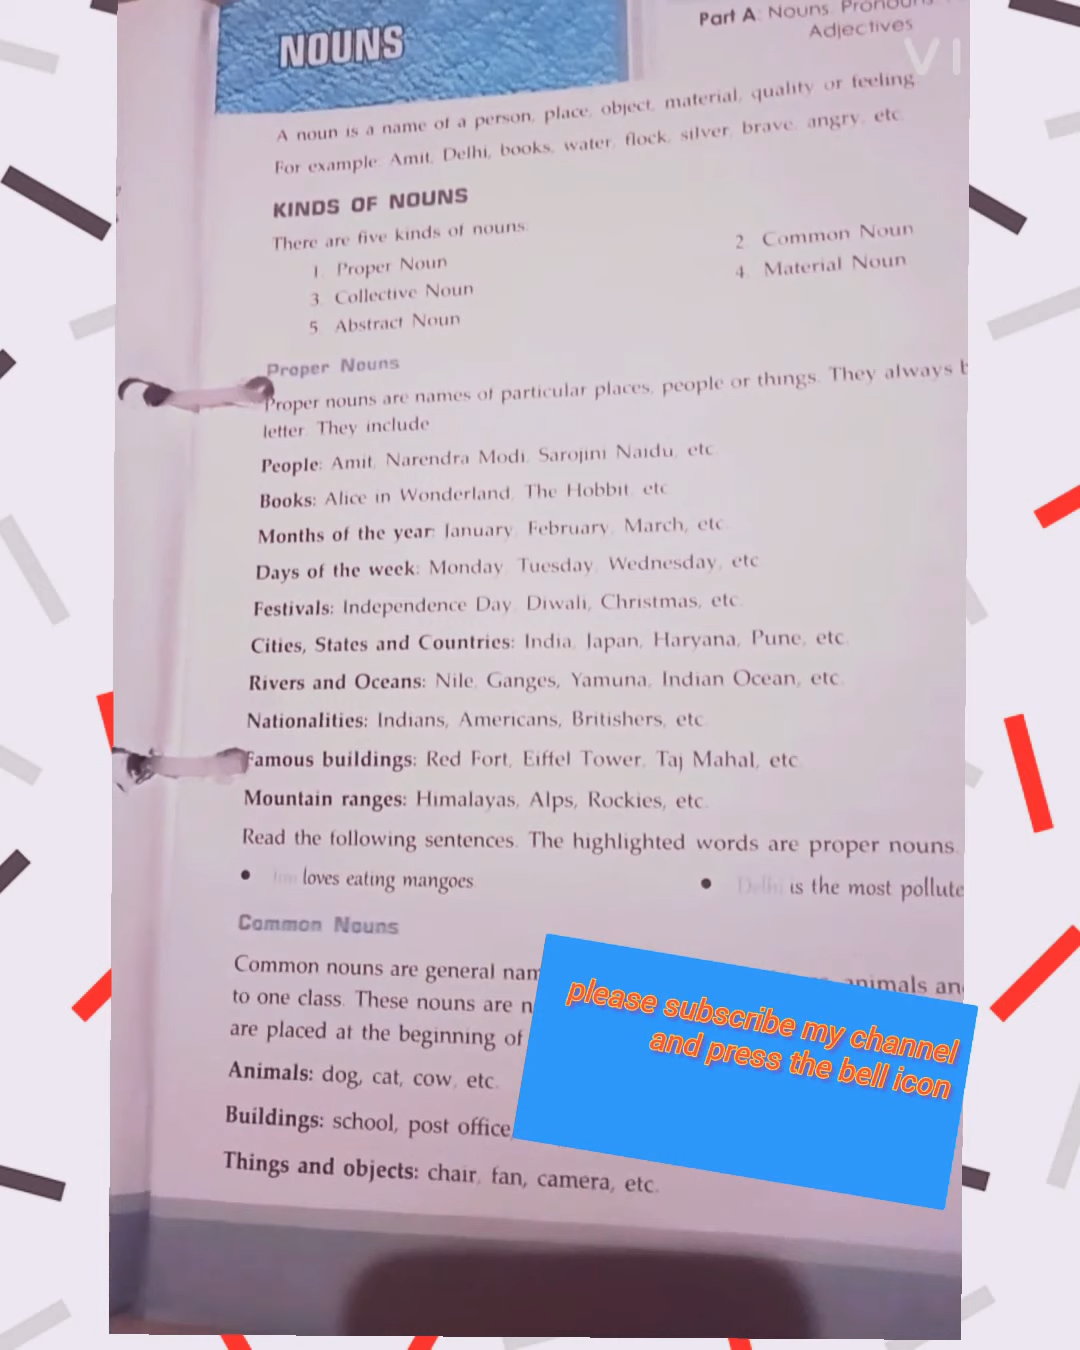 NOUNS
Part A: Nouns, Pronouns
Adjectives
VI
A noun is a name of a person, place, object, material, quality or feeling.
For example: Amit, Delhi, books, water, flock, silver, brave, angry, etc.
KINDS OF NOUNS
There are five kinds of nouns:
1. Proper Noun
2. Common Noun
3. Collective Noun
4. Material Noun
5. Abstract Noun
Proper Nouns
Proper nouns are names of particular places, people or things. They always b
letter. They include
People: Amit, Narendra Modi, Sarojini Naidu, etc.
Books: Alice in Wonderland, The Hobbit, etc.
Months of the year: January, February, March, etc.
Days of the week: Monday, Tuesday, Wednesday, etc.
Festivals: Independence Day, Diwali, Christmas, etc.
Cities, States and Countries: India, Japan, Haryana, Pune, etc.
Rivers and Oceans: Nile, Ganges, Yamuna, Indian Ocean, etc.
Nationalities: Indians, Americans, Britishers, etc.
Famous buildings: Red Fort, Eiffel Tower, Taj Mahal, etc.
Mountain ranges: Himalayas, Alps, Rockies, etc.
Read the following sentences. The highlighted words are proper nouns.
• loves eating mangoes.
• Delhi is the most pollute
Common Nouns
Common nouns are general nam animals an
to one class. These nouns are n
are placed at the beginning of
Animals: dog, cat, cow, etc.
Buildings: school, post office,
Things and objects: chair, fan, camera, etc.
please subscribe my channel
and press the bell icon